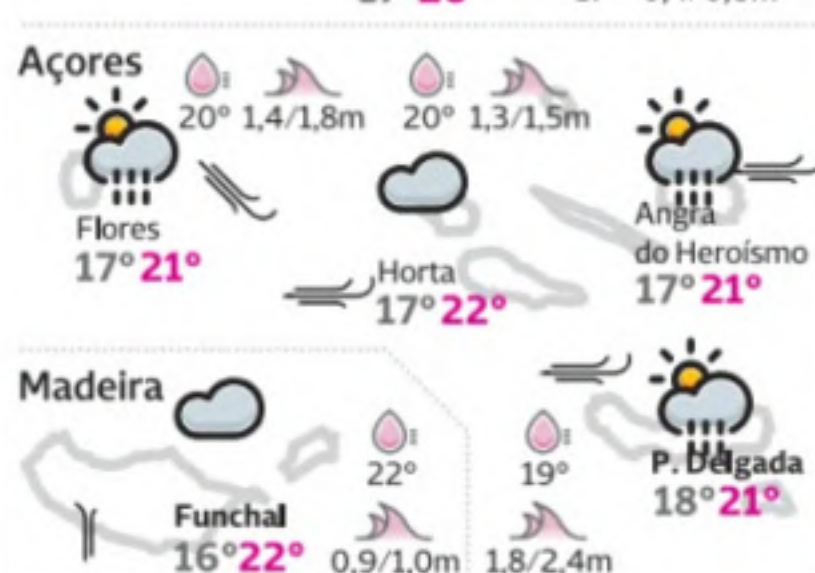 Açores
20° 1,4/1,8m 20° 1,3/1,5m
Flores
17° 21°
Horta
17° 22°
Angra
do Heroísmo
17° 21°
Madeira
22°
0,9/1,0m
Funchal
16° 22°
19°
1,8/2,4m
P. Delgada
18° 21°